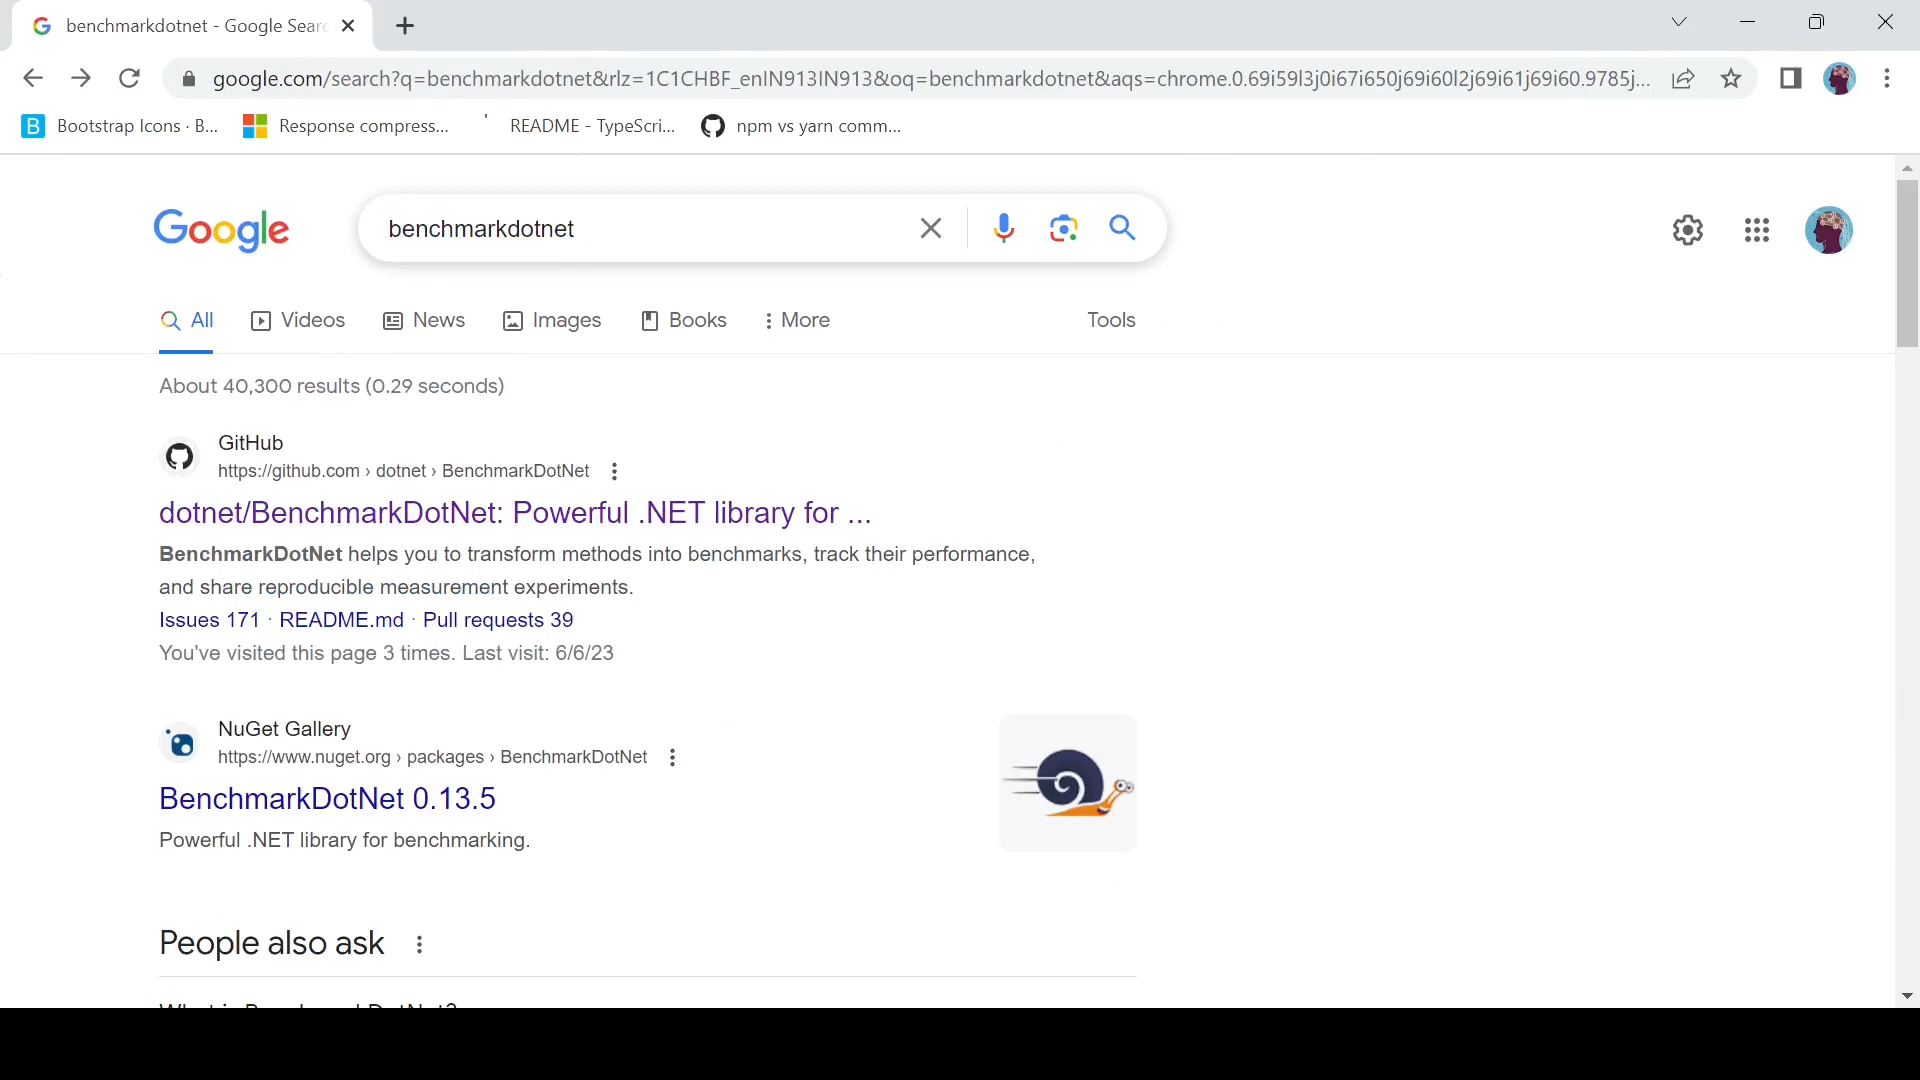 benchmarkdotnet - Google Sear
google.com/search?q=benchmarkdotnet&rlz=1C1CHBF_enIN913IN913&oq=benchmarkdotnet&aqs=chrome.0.69i59l3j0i67i650j69i60l2j69i61j69i60.9785j...
B Bootstrap Icons · B... Response compress... README - TypeScri... npm vs yarn comm...
Google benchmarkdotnet
All Videos News Images Books More Tools
About 40,300 results (0.29 seconds)
GitHub
https://github.com › dotnet › BenchmarkDotNet
dotnet/BenchmarkDotNet: Powerful .NET library for ...
BenchmarkDotNet helps you to transform methods into benchmarks, track their performance,
and share reproducible measurement experiments.
Issues 171 · README.md · Pull requests 39
You've visited this page 3 times. Last visit: 6/6/23
NuGet Gallery
https://www.nuget.org › packages › BenchmarkDotNet
BenchmarkDotNet 0.13.5
Powerful .NET library for benchmarking.
People also ask